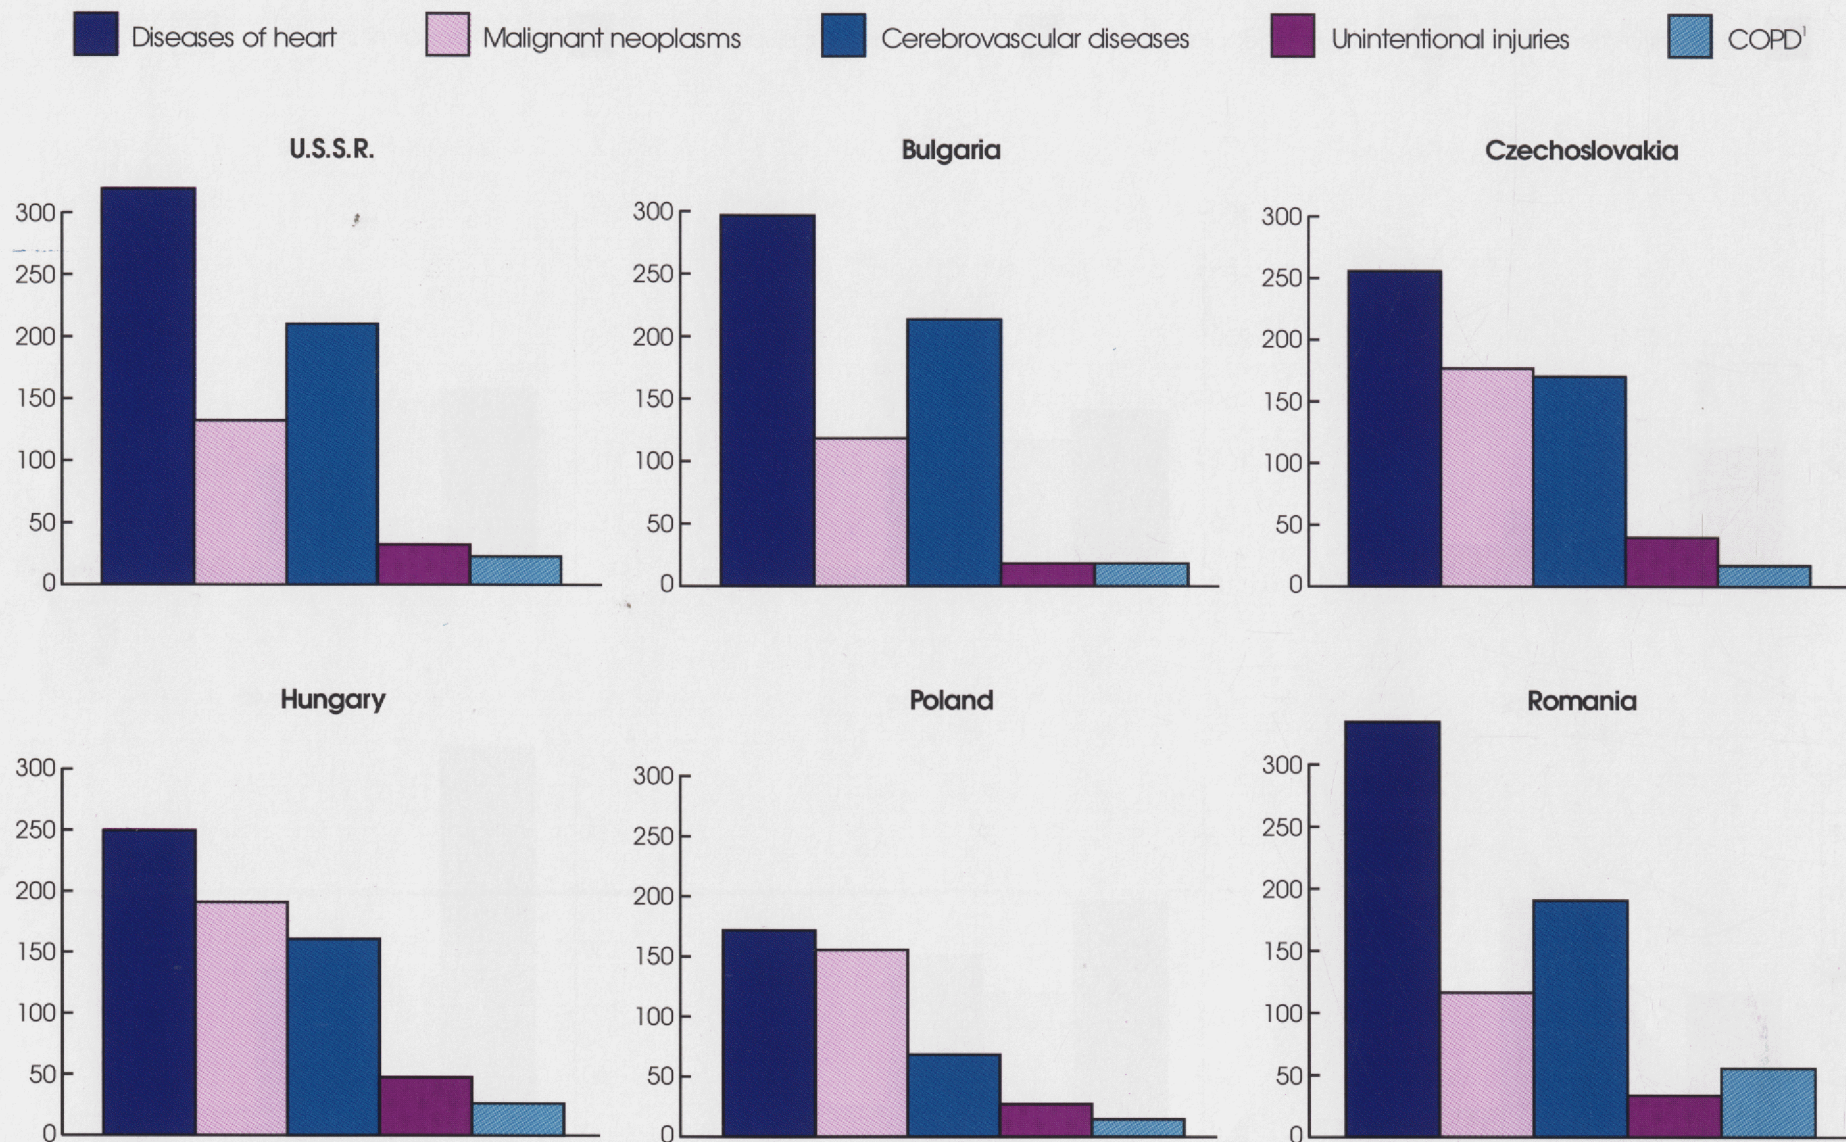 Diseases of heart Malignant neoplasms Cerebrovascular diseases Unintentional injuries COPD¹
U.S.S.R. Bulgaria Czechoslovakia
300 300 300
250 250 250
200 200 200
150 150 150
100 100 100
50 50 50
0 0 0
Hungary Poland Romania
300 300 300
250 250 250
200 200 200
150 150 150
100 100 100
50 50 50
0 0 0